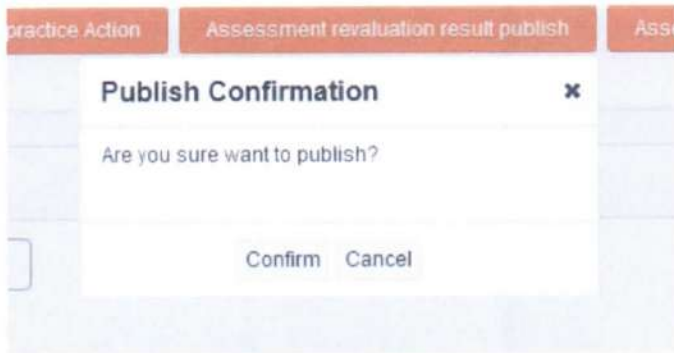 practice Action
Assessment revaluation result publish
Publish Confirmation
Are you sure want to publish?
Confirm Cancel